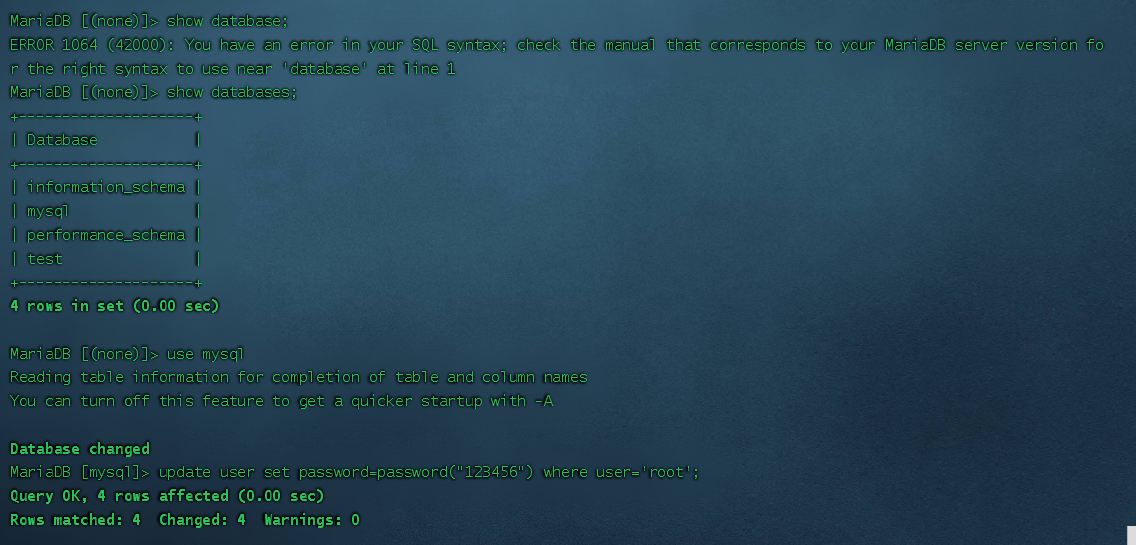 MariaDB [(none)]> show database;
ERROR 1064 (42000): You have an error in your SQL syntax; check the manual that corresponds to your MariaDB server version fo
r the right syntax to use near 'database' at line 1
MariaDB [(none)]> show databases;
+--------------------+
| Database           |
+--------------------+
| information_schema |
| mysql              |
| performance_schema |
| test               |
+--------------------+
4 rows in set (0.00 sec)

MariaDB [(none)]> use mysql
Reading table information for completion of table and column names
You can turn off this feature to get a quicker startup with -A

Database changed
MariaDB [mysql]> update user set password=password("123456") where user='root';
Query OK, 4 rows affected (0.00 sec)
Rows matched: 4  Changed: 4  Warnings: 0